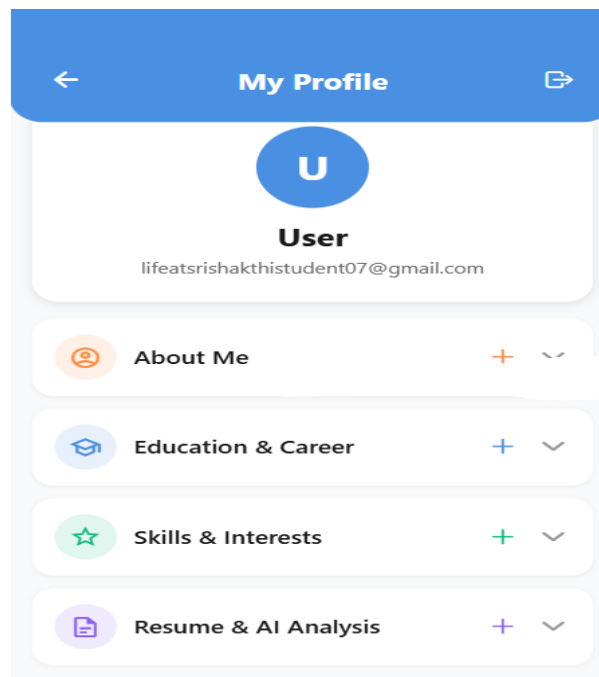 My Profile
U
User
lifeatsrishakthistudent07@gmail.com
About Me
Education & Career
Skills & Interests
Resume & AI Analysis